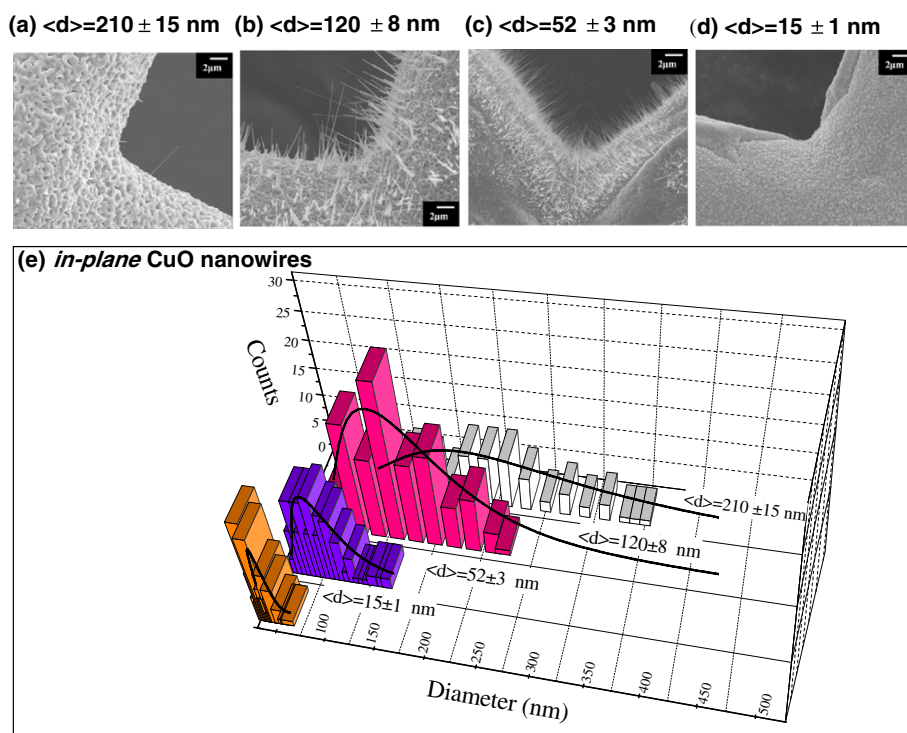 (a) <d>=210 ± 15 nm (b) <d>=120 ± 8 nm (c) <d>=52 ± 3 nm (d) <d>=15 ± 1 nm
2µm
2µm
2µm
2µm
(e) in-plane CuO nanowires
30
25
20
15
10
5
0
Counts
<d>=210 ±15 nm
<d>=120±8 nm
<d>=52±3 nm
<d>=15±1 nm
100
150
200
250
300
350
400
450
500
Diameter (nm)